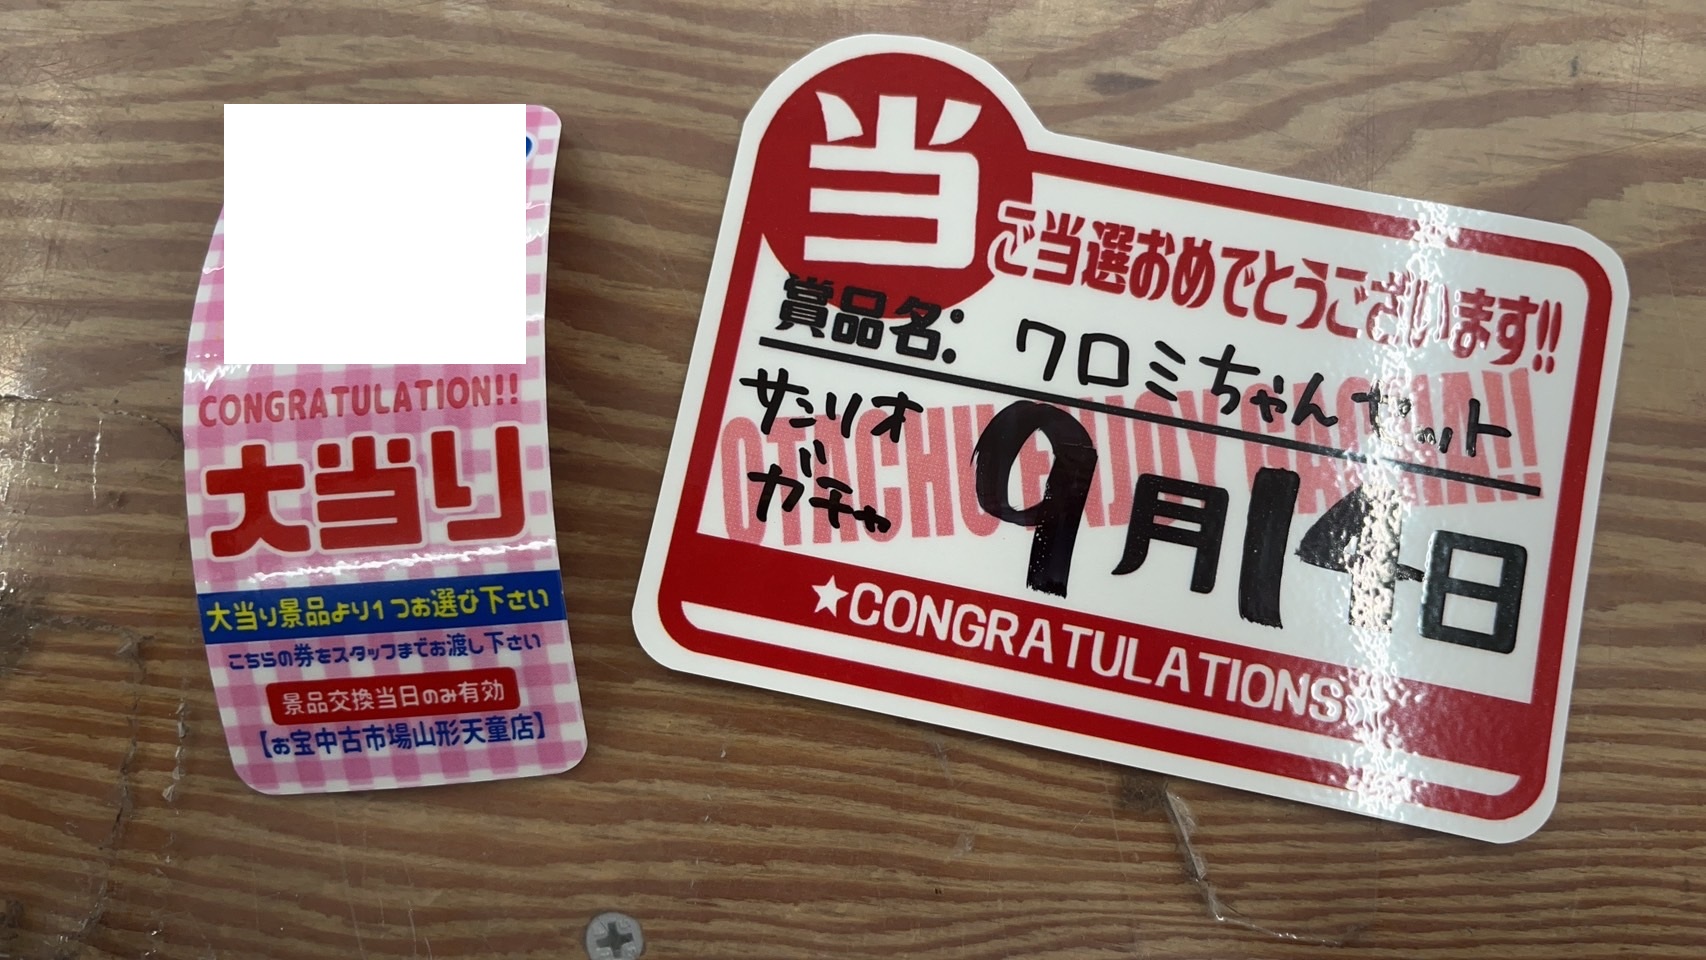 CONGRATULATION!!
大当り
大当り景品より1つお選び下さい
こちらの券をスタッフまでお渡し下さい
景品交換当日のみ有効
【お宝中古市場山形天童店】
当
ご当選おめでとうございます!!
賞品名: クロミちゃんセット
サンリオ
ガチャ
9月14日
OTACHU ENJOY GACHA!!
★CONGRATULATIONS★